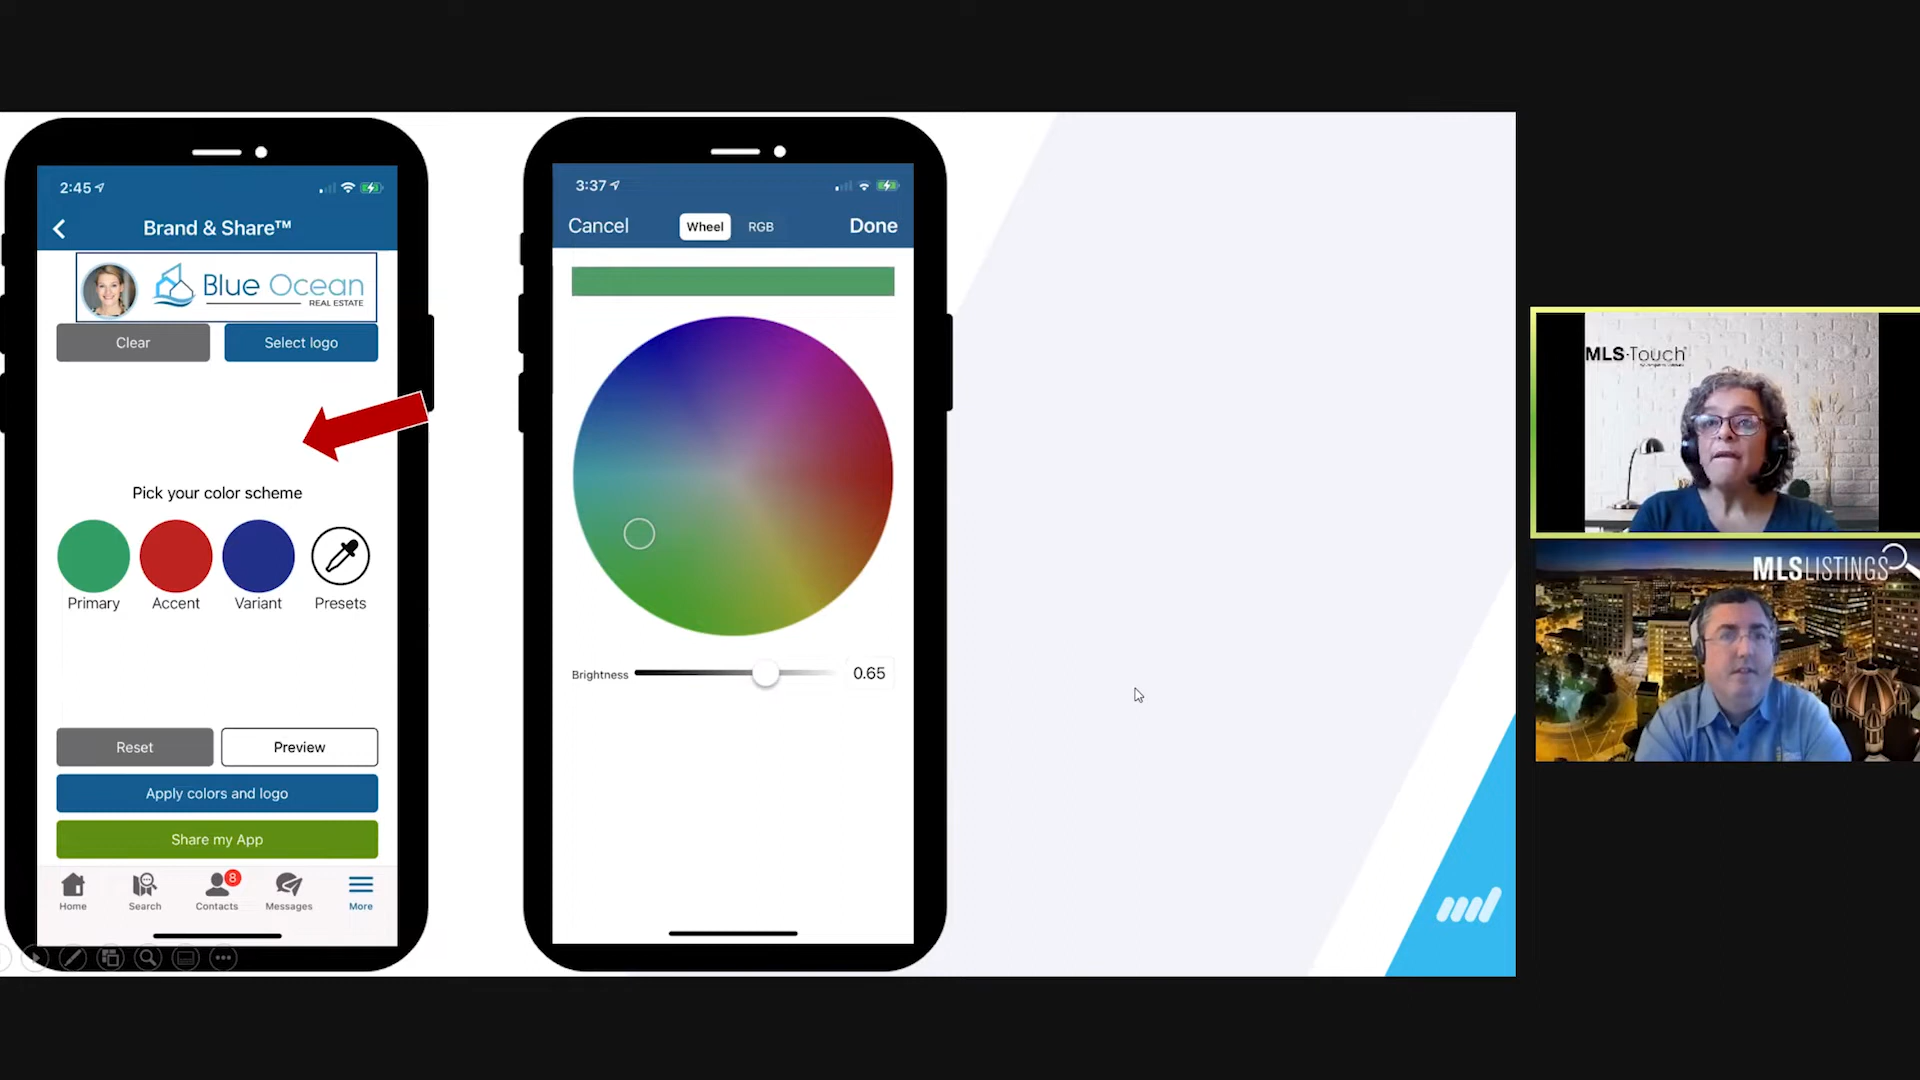 2:45
Brand & Share™
Blue Ocean
REAL ESTATE
Clear
Select logo
Pick your color scheme
Primary
Accent
Variant
Presets
Reset
Preview
Apply colors and logo
Share my App
8
Home
Search
Contacts
Messages
More
3:37
Cancel
Wheel
RGB
Done
Brightness
0.65
MLS-Touch
MLSLISTINGS